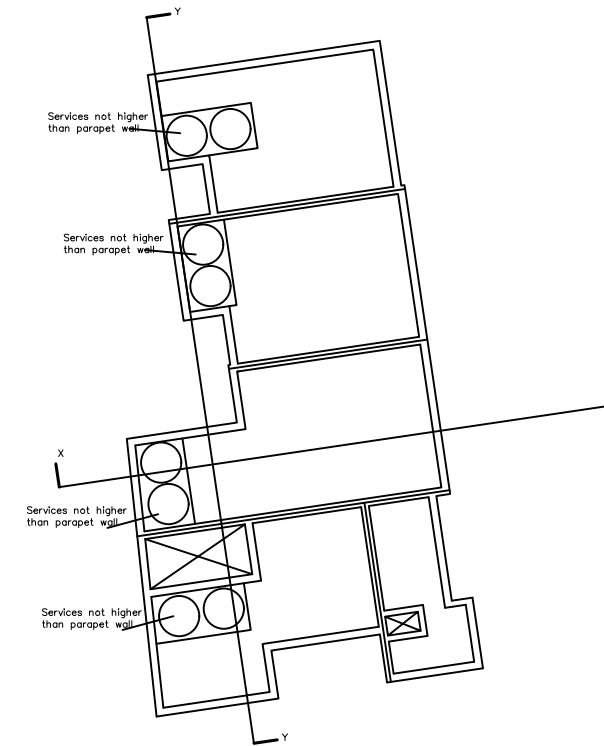 Y
Services not higher
than parapet wall
Services not higher
than parapet wall
X
Services not higher
than parapet wall
Services not higher
than parapet wall
Y